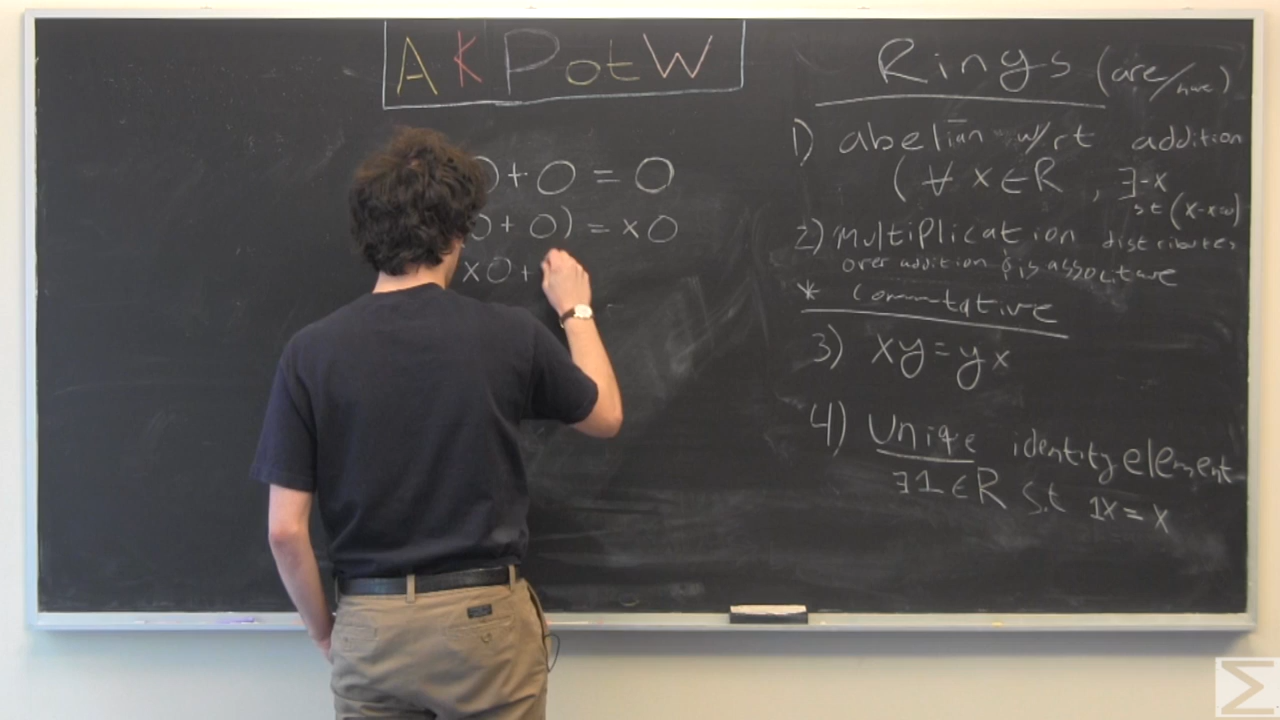 AKPotW
0+0=0
0+0)=x0
x0+
Rings (are/have)
1) abelian w/rt addition
(∀ x∈R, ∃-x
st (x-x=0)
2) Multiplication distributes
over addition & is associative
* Commutative
3) xy=yx
4) Unique identity element
∃1∈R s.t 1x=x
Σ